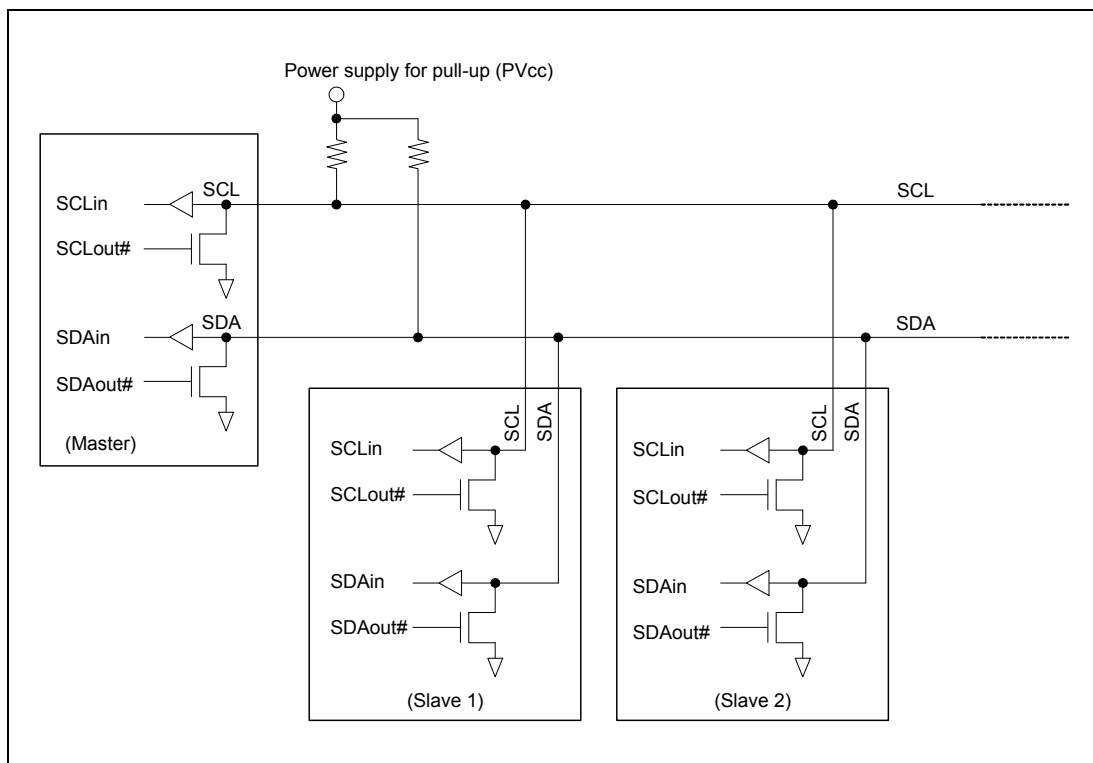 Power supply for pull-up (PVcc)
SCL
SCL
SCLin
SCLout#
SDA
SDA
SDAin
SDAout#
(Master)
SCL
SDA
SCLin
SCLout#
SDAin
SDAout#
(Slave 1)
SCL
SDA
SCLin
SCLout#
SDAin
SDAout#
(Slave 2)